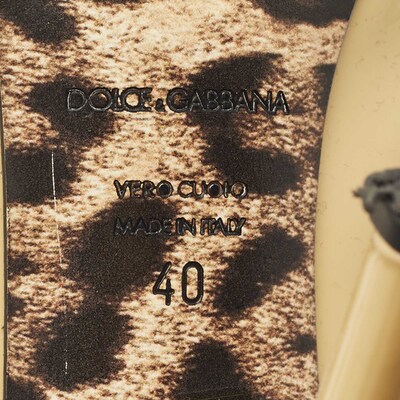 DOLCE & GABBANA
VERO CUOIO
MADE IN ITALY
40